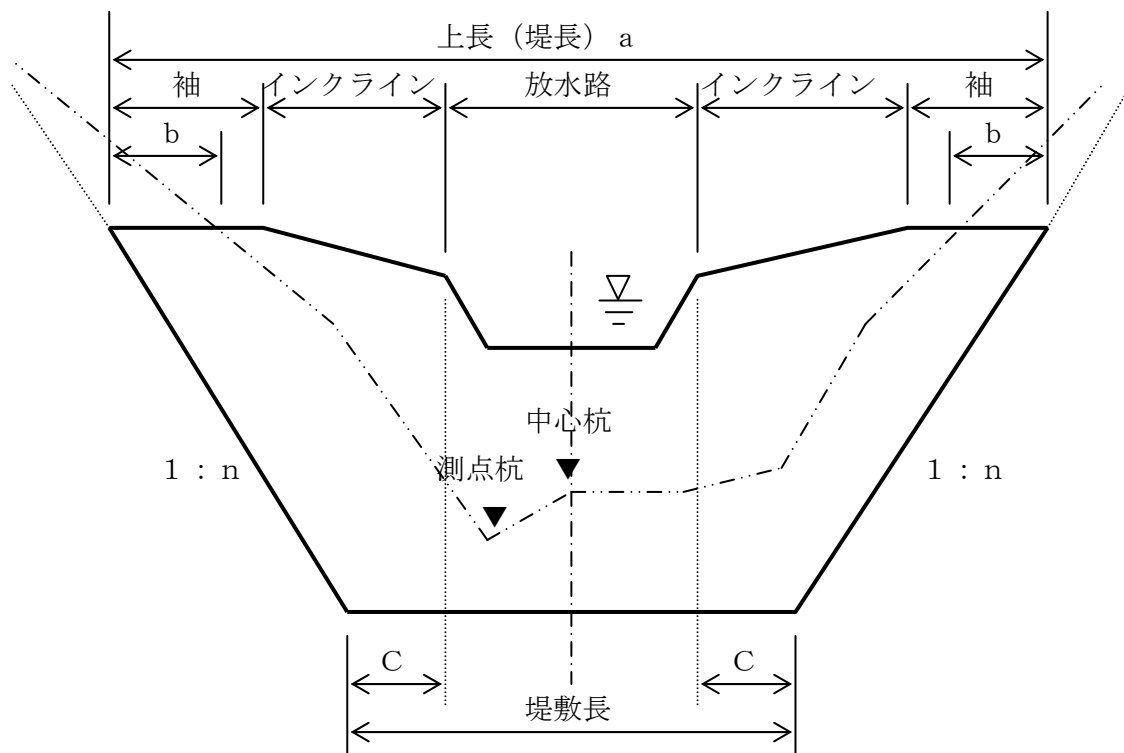 上長（堤長）ａ
袖
インクライン
放水路
インクライン
袖
ｂ
ｂ
中心杭
測点杭
１：ｎ
１：ｎ
Ｃ
Ｃ
堤敷長